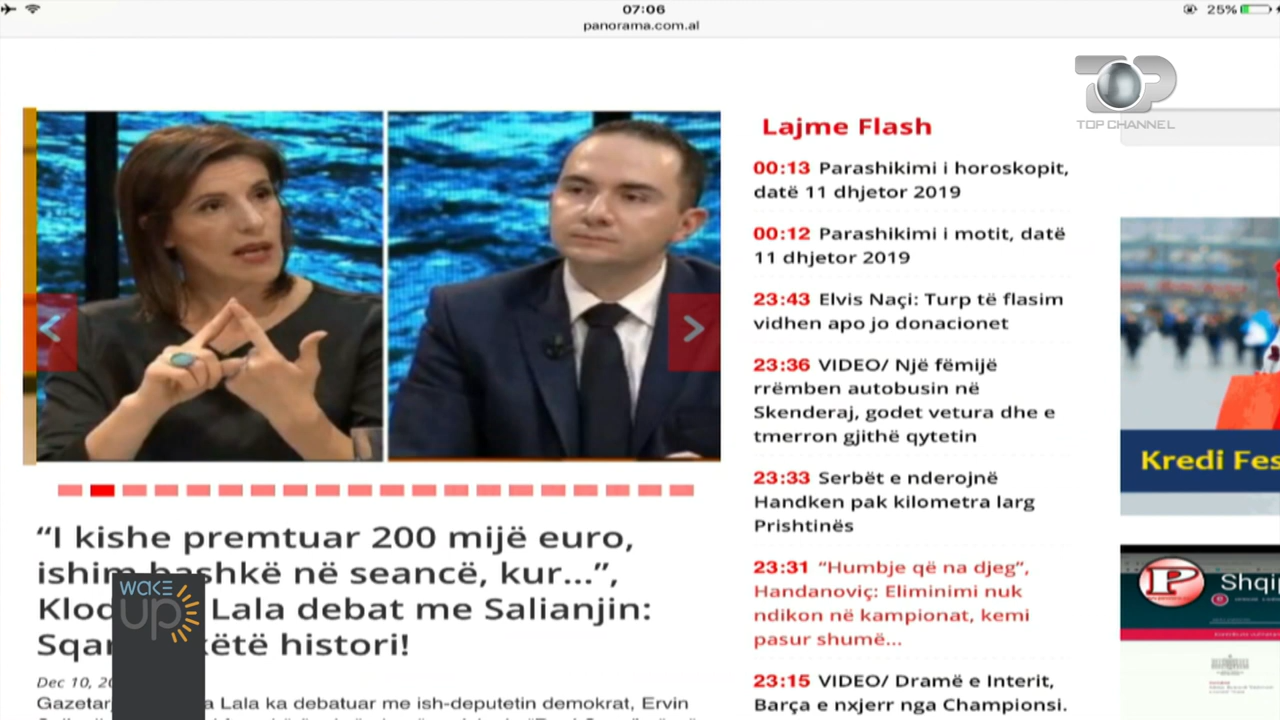 07:06
25%
panorama.com.al
TOP CHANNEL
Lajme Flash
00:13 Parashikimi i horoskopit,
datë 11 dhjetor 2019
00:12 Parashikimi i motit, datë
11 dhjetor 2019
23:43 Elvis Naçi: Turp të flasim
vidhen apo jo donacionet
23:36 VIDEO/ Një fëmijë
rrëmben autobusin në
Skenderaj, godet vetura dhe e
tmerron gjithë qytetin
23:33 Serbët e nderojnë
Handken pak kilometra larg
Prishtinës
23:31 “Humbje që na djeg”,
Handanoviç: Eliminimi nuk
ndikon në kampionat, kemi
pasur shumë...
23:15 VIDEO/ Dramë e Interit,
Barça e nxjerr nga Championsi.
“I kishe premtuar 200 mijë euro,
ishim bashkë në seancë, kur...”,
Lala debat me Salianjin:
histori!
Dec 10,
Lala ka debatuar me ish-deputetin demokrat, Ervin
wake
up
Kredi Fes
P
Shqi